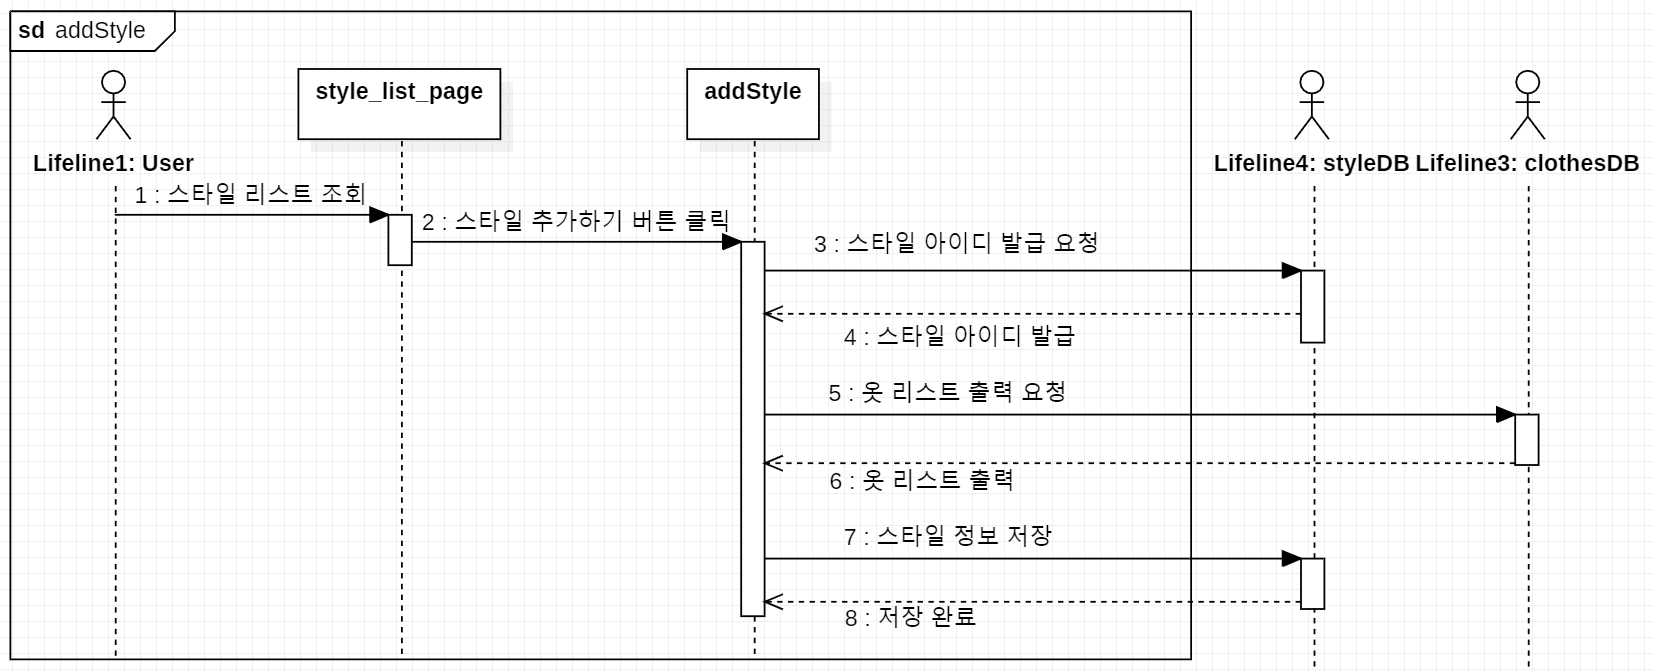 sd addStyle
style_list_page
addStyle
Lifeline1: User
Lifeline4: styleDB
Lifeline3: clothesDB
1 : 스타일 리스트 조회
2 : 스타일 추가하기 버튼 클릭
3 : 스타일 아이디 발급 요청
4 : 스타일 아이디 발급
5 : 옷 리스트 출력 요청
6 : 옷 리스트 출력
7 : 스타일 정보 저장
8 : 저장 완료